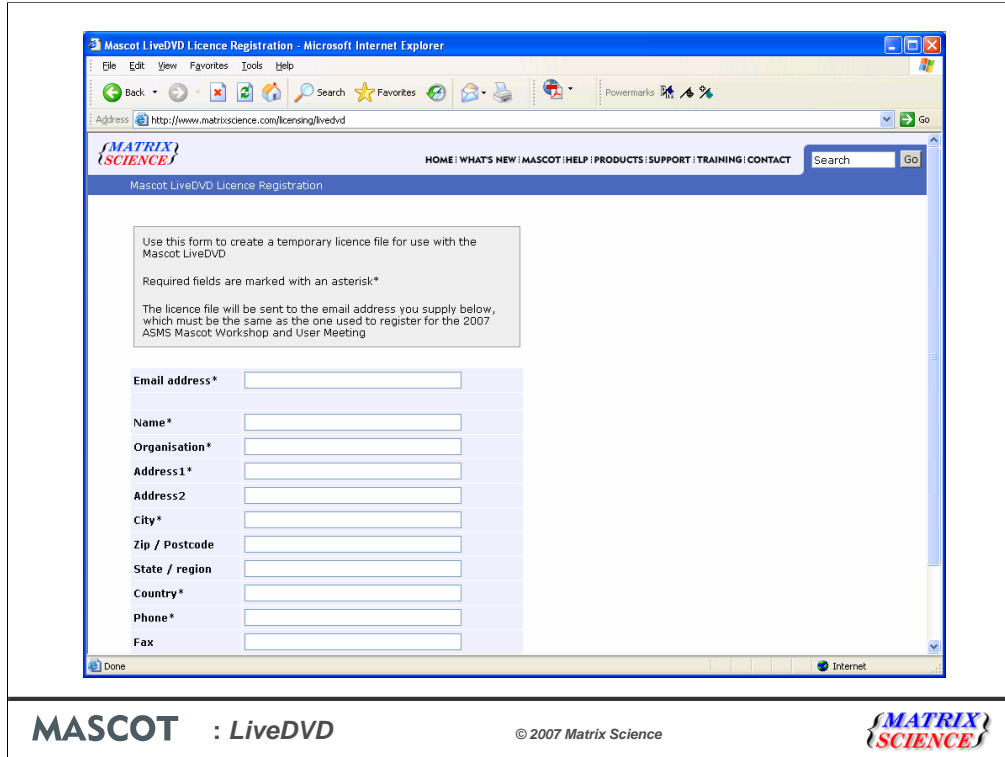 Mascot LiveDVD Licence Registration - Microsoft Internet Explorer
File Edit View Favorites Tools Help
Back Search Favorites Powermarks
Address http://www.matrixscience.com/licensing/livedvd Go
MATRIX
SCIENCE
HOME : WHAT'S NEW : MASCOT : HELP : PRODUCTS : SUPPORT : TRAINING : CONTACT Search Go
Mascot LiveDVD Licence Registration
Use this form to create a temporary licence file for use with the
Mascot LiveDVD
Required fields are marked with an asterisk*
The licence file will be sent to the email address you supply below,
which must be the same as the one used to register for the 2007
ASMS Mascot Workshop and User Meeting
Email address*
Name*
Organisation*
Address1*
Address2
City*
Zip / Postcode
State / region
Country*
Phone*
Fax
Done Internet
MASCOT : LiveDVD © 2007 Matrix Science
MATRIX
SCIENCE